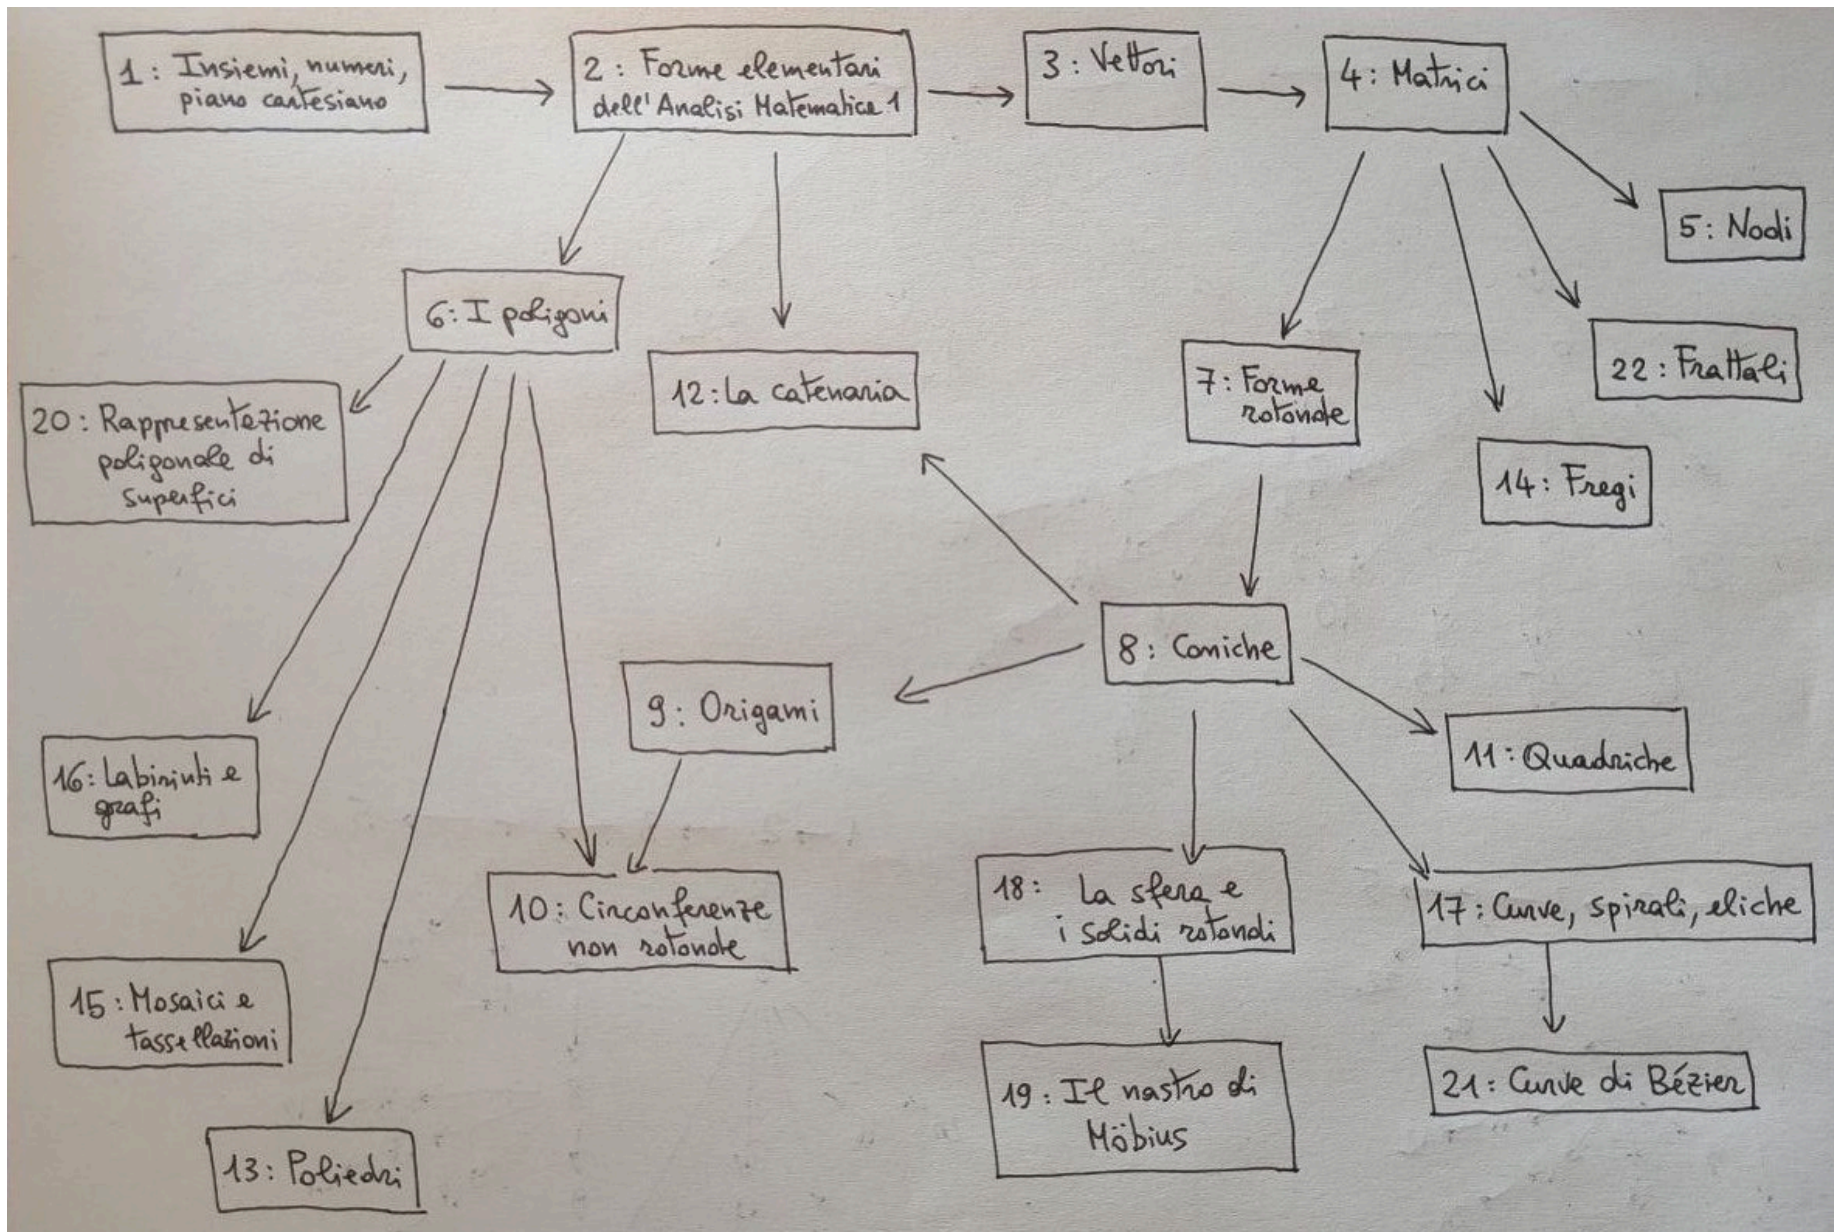 1: Insiemi, numeri,
piano cartesiano
2: Forme elementari
dell'Analisi Matematica 1
3: Vettori
4: Matrici
5: Nodi
6: I poligoni
12: La catenaria
7: Forme
rotonde
22: Frattali
20: Rappresentazione
poligonale di
superfici
14: Fregi
8: Coniche
9: Origami
11: Quadriche
16: Labirinti e
grafi
10: Circonferenze
non rotonde
18: La sfera e
i solidi rotondi
17: Curve, spirali, eliche
15: Mosaici e
tassellazioni
19: Il nastro di
Möbius
21: Curve di Bézier
13: Poliedri